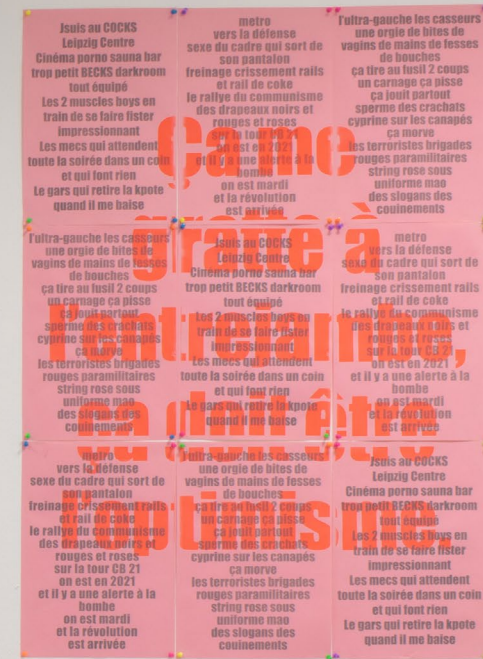 Jsuis au COCKS
Leipzig Centre
Cinéma porno sauna bar
trop petit BECKS darkroom
tout équipé
Les 2 muscles boys en
train de se faire fister
impressionnant
Les mecs qui attendent
toute la soirée dans un coin
et qui font rien
Le gars qui retire la kpote
quand il me baise
metro
vers la défense
sexe du cadre qui sort de
son pantalon
freinage crissement rails
et rail de coke
le rallye du communisme
des drapeaux noirs et
rouges et roses
sur la tour CB 21
on est en 2021
et il y a une alerte à la
bombe
on est mardi
et la révolution
est arrivée
l'ultra-gauche les casseurs
une orgie de bites de
vagins de mains de fesses
de bouches
ça tire au fusil 2 coups
un carnage ça pisse
ça jouit partout
sperme des crachats
cyprine sur les canapés
ça morve
les terroristes brigades
rouges paramilitaires
string rose sous
uniforme mao
des slogans des
couinements
l'ultra-gauche les casseurs
une orgie de bites de
vagins de mains de fesses
de bouches
ça tire au fusil 2 coups
un carnage ça pisse
ça jouit partout
sperme des crachats
cyprine sur les canapés
ça morve
les terroristes brigades
rouges paramilitaires
string rose sous
uniforme mao
des slogans des
couinements
Jsuis au COCKS
Leipzig Centre
Cinéma porno sauna bar
trop petit BECKS darkroom
tout équipé
Les 2 muscles boys en
train de se faire fister
impressionnant
Les mecs qui attendent
toute la soirée dans un coin
et qui font rien
Le gars qui retire la kpote
quand il me baise
metro
vers la défense
sexe du cadre qui sort de
son pantalon
freinage crissement rails
et rail de coke
le rallye du communisme
des drapeaux noirs et
rouges et roses
sur la tour CB 21
on est en 2021
et il y a une alerte à la
bombe
on est mardi
et la révolution
est arrivée
metro
vers la défense
sexe du cadre qui sort de
son pantalon
freinage crissement rails
et rail de coke
le rallye du communisme
des drapeaux noirs et
rouges et roses
sur la tour CB 21
on est en 2021
et il y a une alerte à la
bombe
on est mardi
et la révolution
est arrivée
l'ultra-gauche les casseurs
une orgie de bites de
vagins de mains de fesses
de bouches
ça tire au fusil 2 coups
un carnage ça pisse
ça jouit partout
sperme des crachats
cyprine sur les canapés
ça morve
les terroristes brigades
rouges paramilitaires
string rose sous
uniforme mao
des slogans des
couinements
Jsuis au COCKS
Leipzig Centre
Cinéma porno sauna bar
trop petit BECKS darkroom
tout équipé
Les 2 muscles boys en
train de se faire fister
impressionnant
Les mecs qui attendent
toute la soirée dans un coin
et qui font rien
Le gars qui retire la kpote
quand il me baise
Ça me
gratte à
l'entrejambe,
ça doit être
l'optimisme.